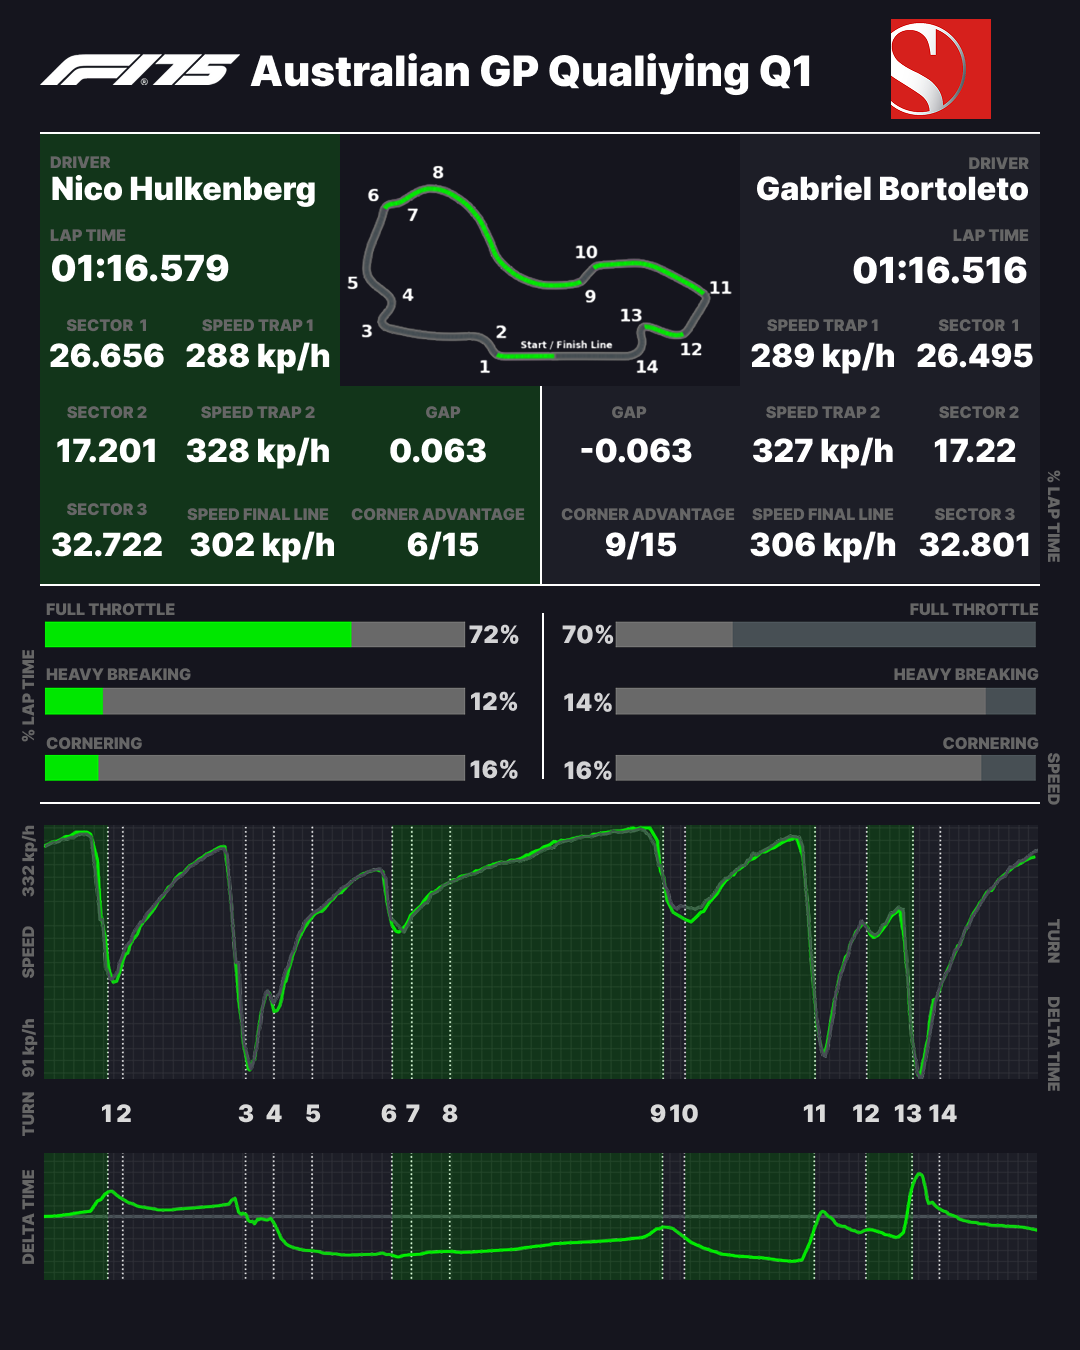 F1® 75 Australian GP Qualiying Q1
DRIVER
Nico Hulkenberg
LAP TIME
01:16.579
SECTOR 1 SPEED TRAP 1
26.656 288 kp/h
SECTOR 2 SPEED TRAP 2 GAP
17.201 328 kp/h 0.063
SECTOR 3 SPEED FINAL LINE CORNER ADVANTAGE
32.722 302 kp/h 6/15
8
6
7
10
5
4
9
11
3
2
13
Start / Finish Line
12
1
14
DRIVER
Gabriel Bortoleto
LAP TIME
01:16.516
SPEED TRAP 1 SECTOR 1
289 kp/h 26.495
GAP SPEED TRAP 2 SECTOR 2
-0.063 327 kp/h 17.22
CORNER ADVANTAGE SPEED FINAL LINE SECTOR 3
9/15 306 kp/h 32.801
% LAP TIME
FULL THROTTLE
72%
HEAVY BREAKING
12%
CORNERING
16%
% LAP TIME
FULL THROTTLE
70%
HEAVY BREAKING
14%
CORNERING
16%
SPEED
332 kp/h
SPEED
91 kp/h
TURN
DELTA TIME
TURN
1 2 3 4 5 6 7 8 9 10 11 12 13 14
DELTA TIME